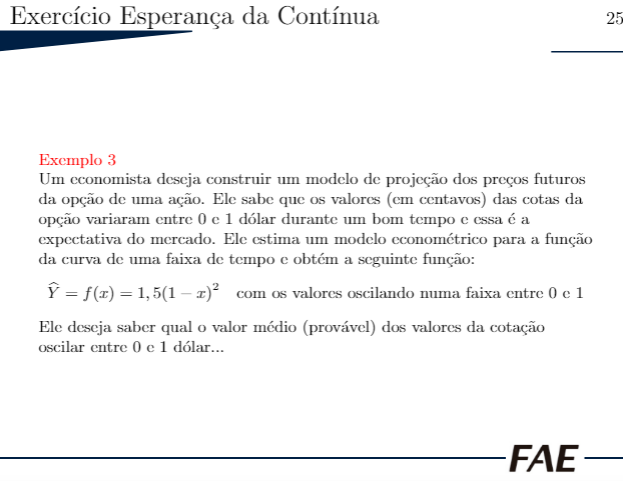 Exercício Esperança da Contínua
25
Exemplo 3
Um economista deseja construir um modelo de projeção dos preços futuros
da opção de uma ação. Ele sabe que os valores (em centavos) das cotas da
opção variaram entre 0 e 1 dólar durante um bom tempo e essa é a
expectativa do mercado. Ele estima um modelo econométrico para a função
da curva de uma faixa de tempo e obtém a seguinte função:
Ŷ = f(x) = 1, 5(1 − x)² com os valores oscilando numa faixa entre 0 e 1
Ele deseja saber qual o valor médio (provável) dos valores da cotação
oscilar entre 0 e 1 dólar...
FAE